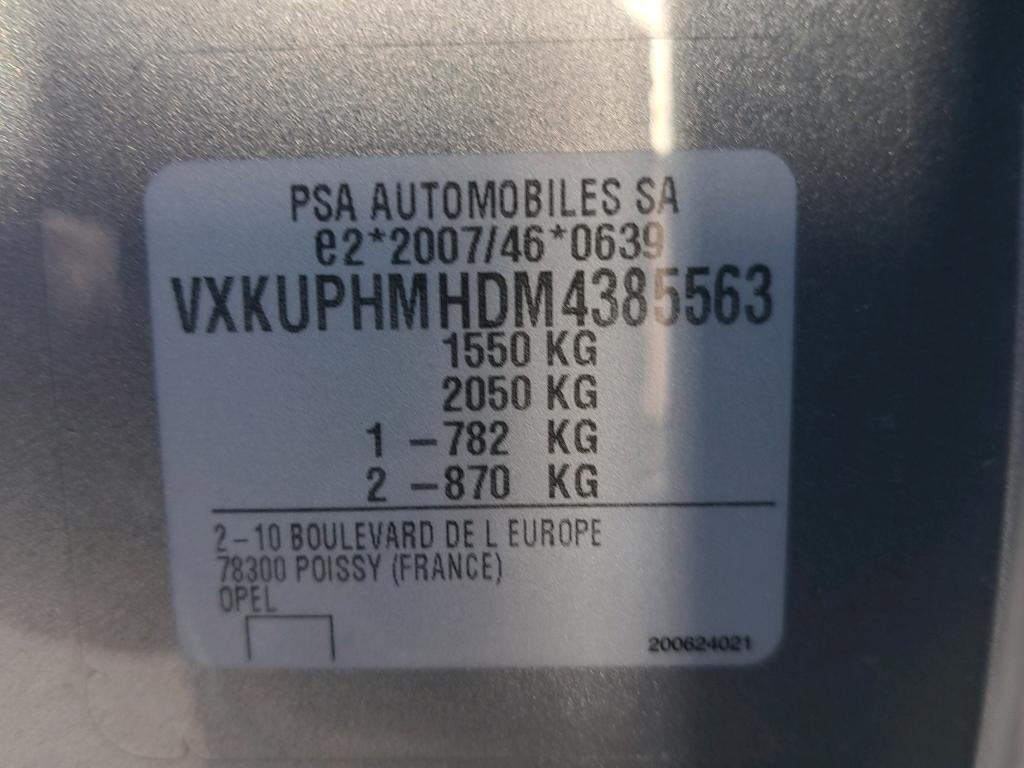 PSA AUTOMOBILES SA
e2*2007/46*0639
VXKUPHMHDM4385563
1550 KG
2050 KG
1 -782 KG
2 -870 KG
2-10 BOULEVARD DE L EUROPE
78300 POISSY (FRANCE)
OPEL
200624021